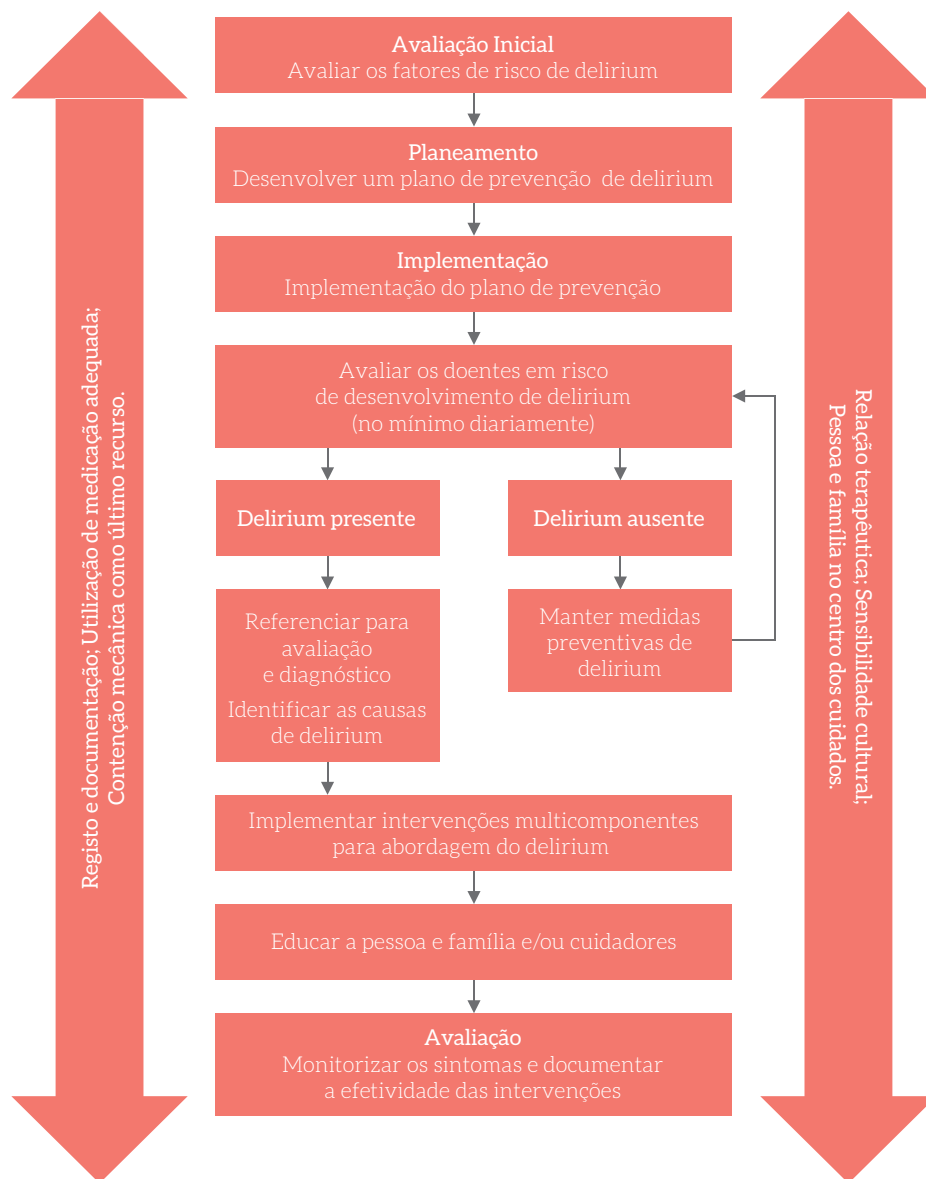 Avaliação Inicial
Avaliar os fatores de risco de delirium
Planeamento
Desenvolver um plano de prevenção de delirium
Implementação
Implementação do plano de prevenção
Avaliar os doentes em risco
de desenvolvimento de delirium
(no mínimo diariamente)
Delirium presente
Delirium ausente
Referenciar para
avaliação
e diagnóstico
Identificar as causas
de delirium
Manter medidas
preventivas de
delirium
Implementar intervenções multicomponentes
para abordagem do delirium
Educar a pessoa e família e/ou cuidadores
Avaliação
Monitorizar os sintomas e documentar
a efetividade das intervenções
Registo e documentação; Utilização de medicação adequada;
Contenção mecânica como último recurso.
Relação terapêutica; Sensibilidade cultural;
Pessoa e família no centro dos cuidados.